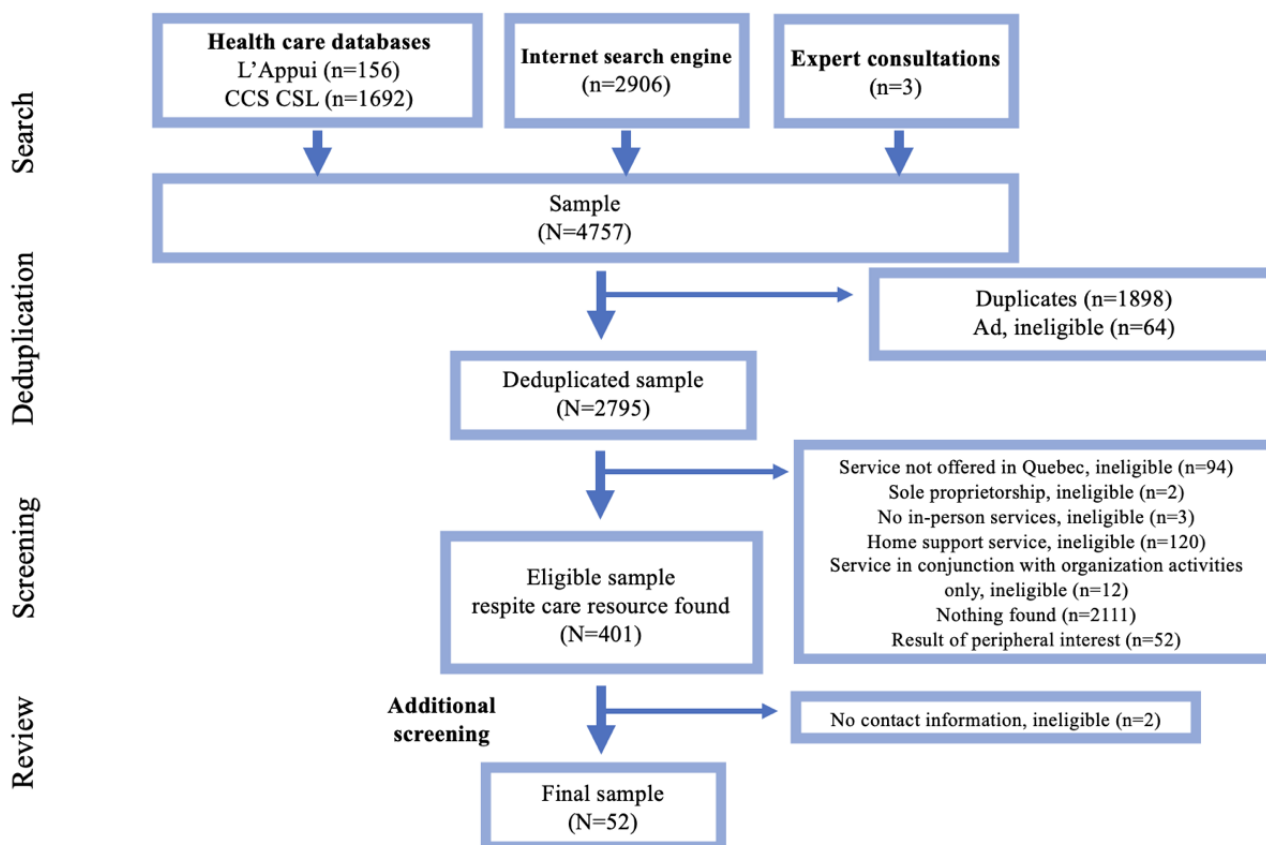 Health care databases
L'Appui (n=156)
CCS CSL (n=1692)
Internet search engine
(n=2906)
Expert consultations
(n=3)
Search
Sample
(N=4757)
Deduplication
Duplicates (n=1898)
Ad, ineligible (n=64)
Deduplicated sample
(N=2795)
Screening
Service not offered in Quebec, ineligible (n=94)
Sole proprietorship, ineligible (n=2)
No in-person services, ineligible (n=3)
Home support service, ineligible (n=120)
Service in conjunction with organization activities
only, ineligible (n=12)
Nothing found (n=2111)
Result of peripheral interest (n=52)
Eligible sample
respite care resource found
(N=401)
Review
Additional
screening
No contact information, ineligible (n=2)
Final sample
(N=52)